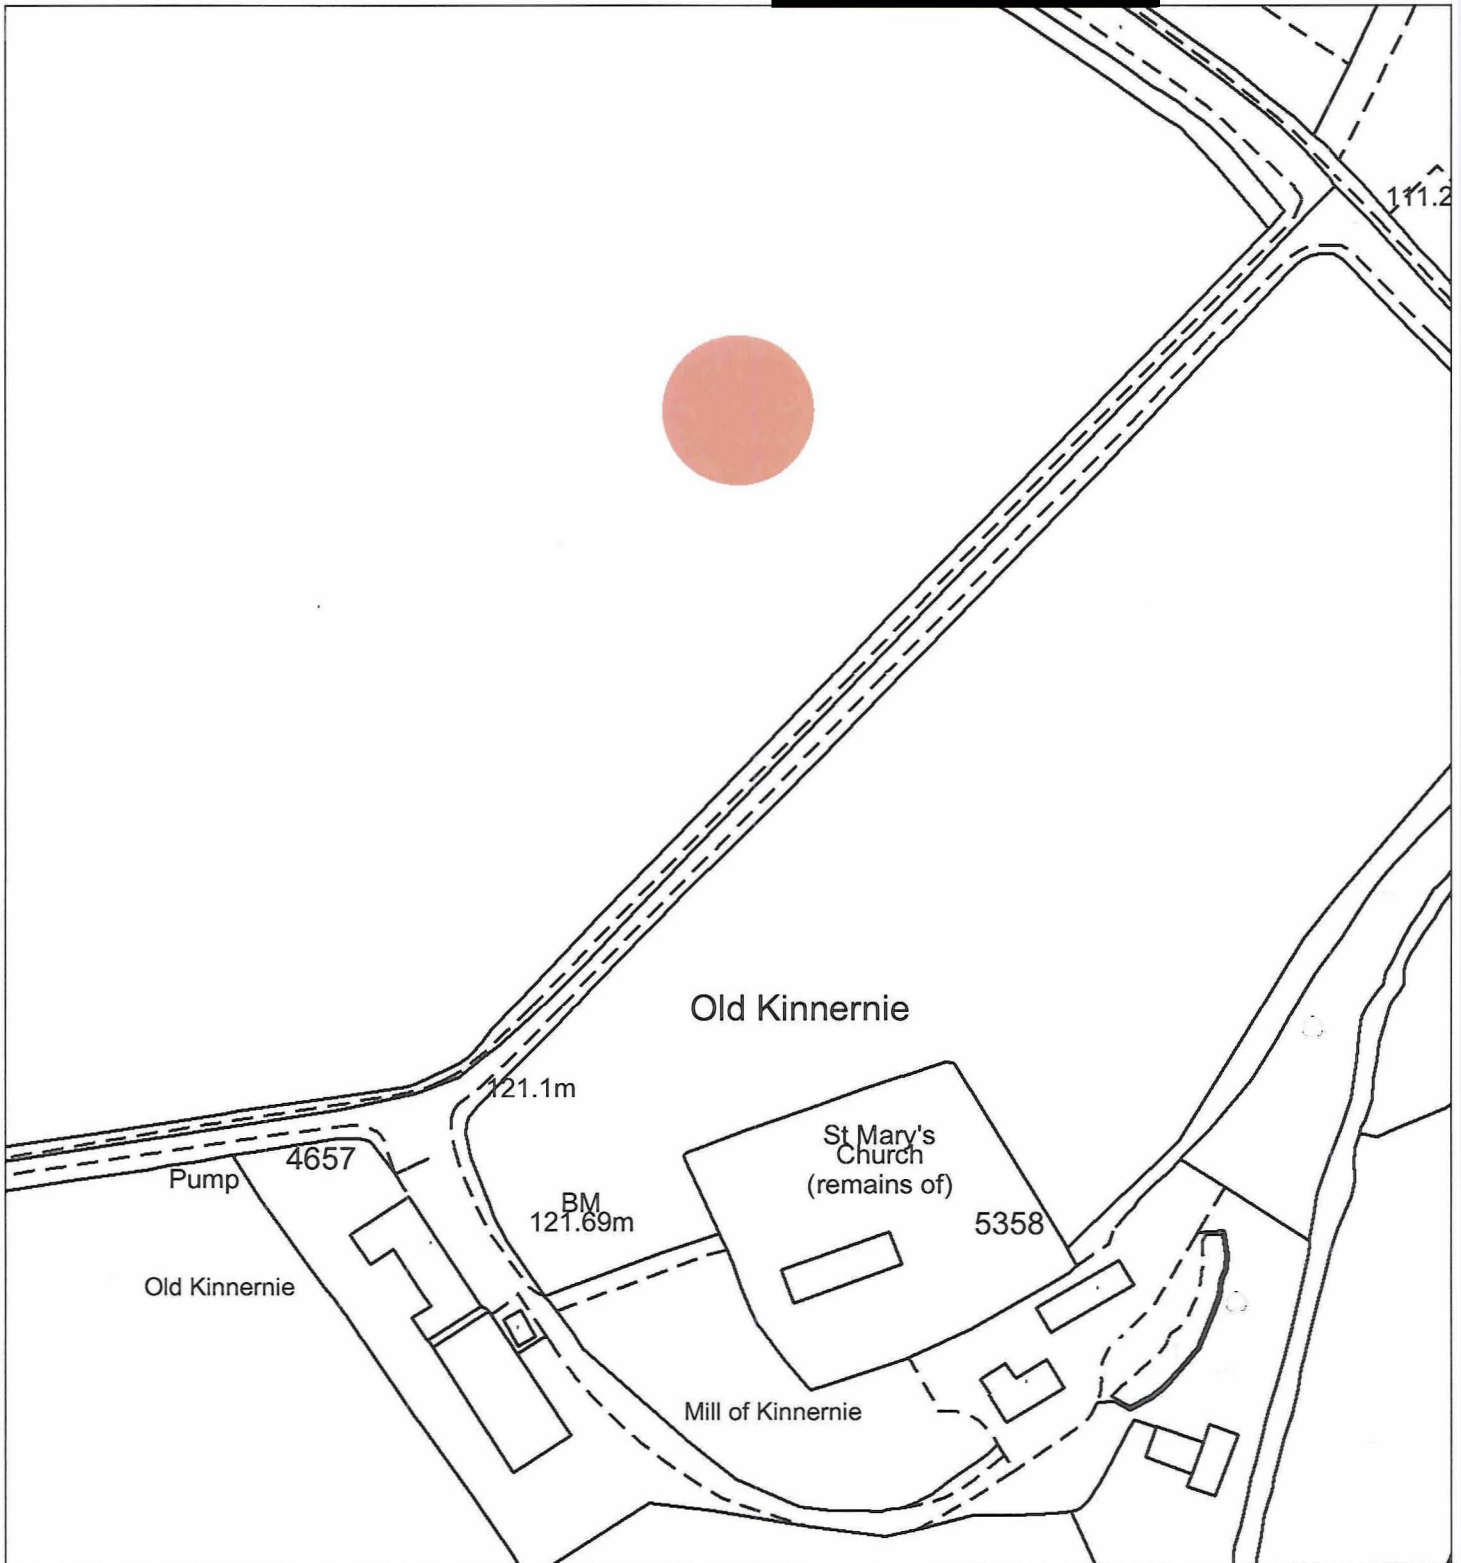 111.2
Old Kinnernie
121.1m
St Mary's
Church
(remains of)
4657
Pump
BM
121.69m
5358
Old Kinnernie
Mill of Kinnernie